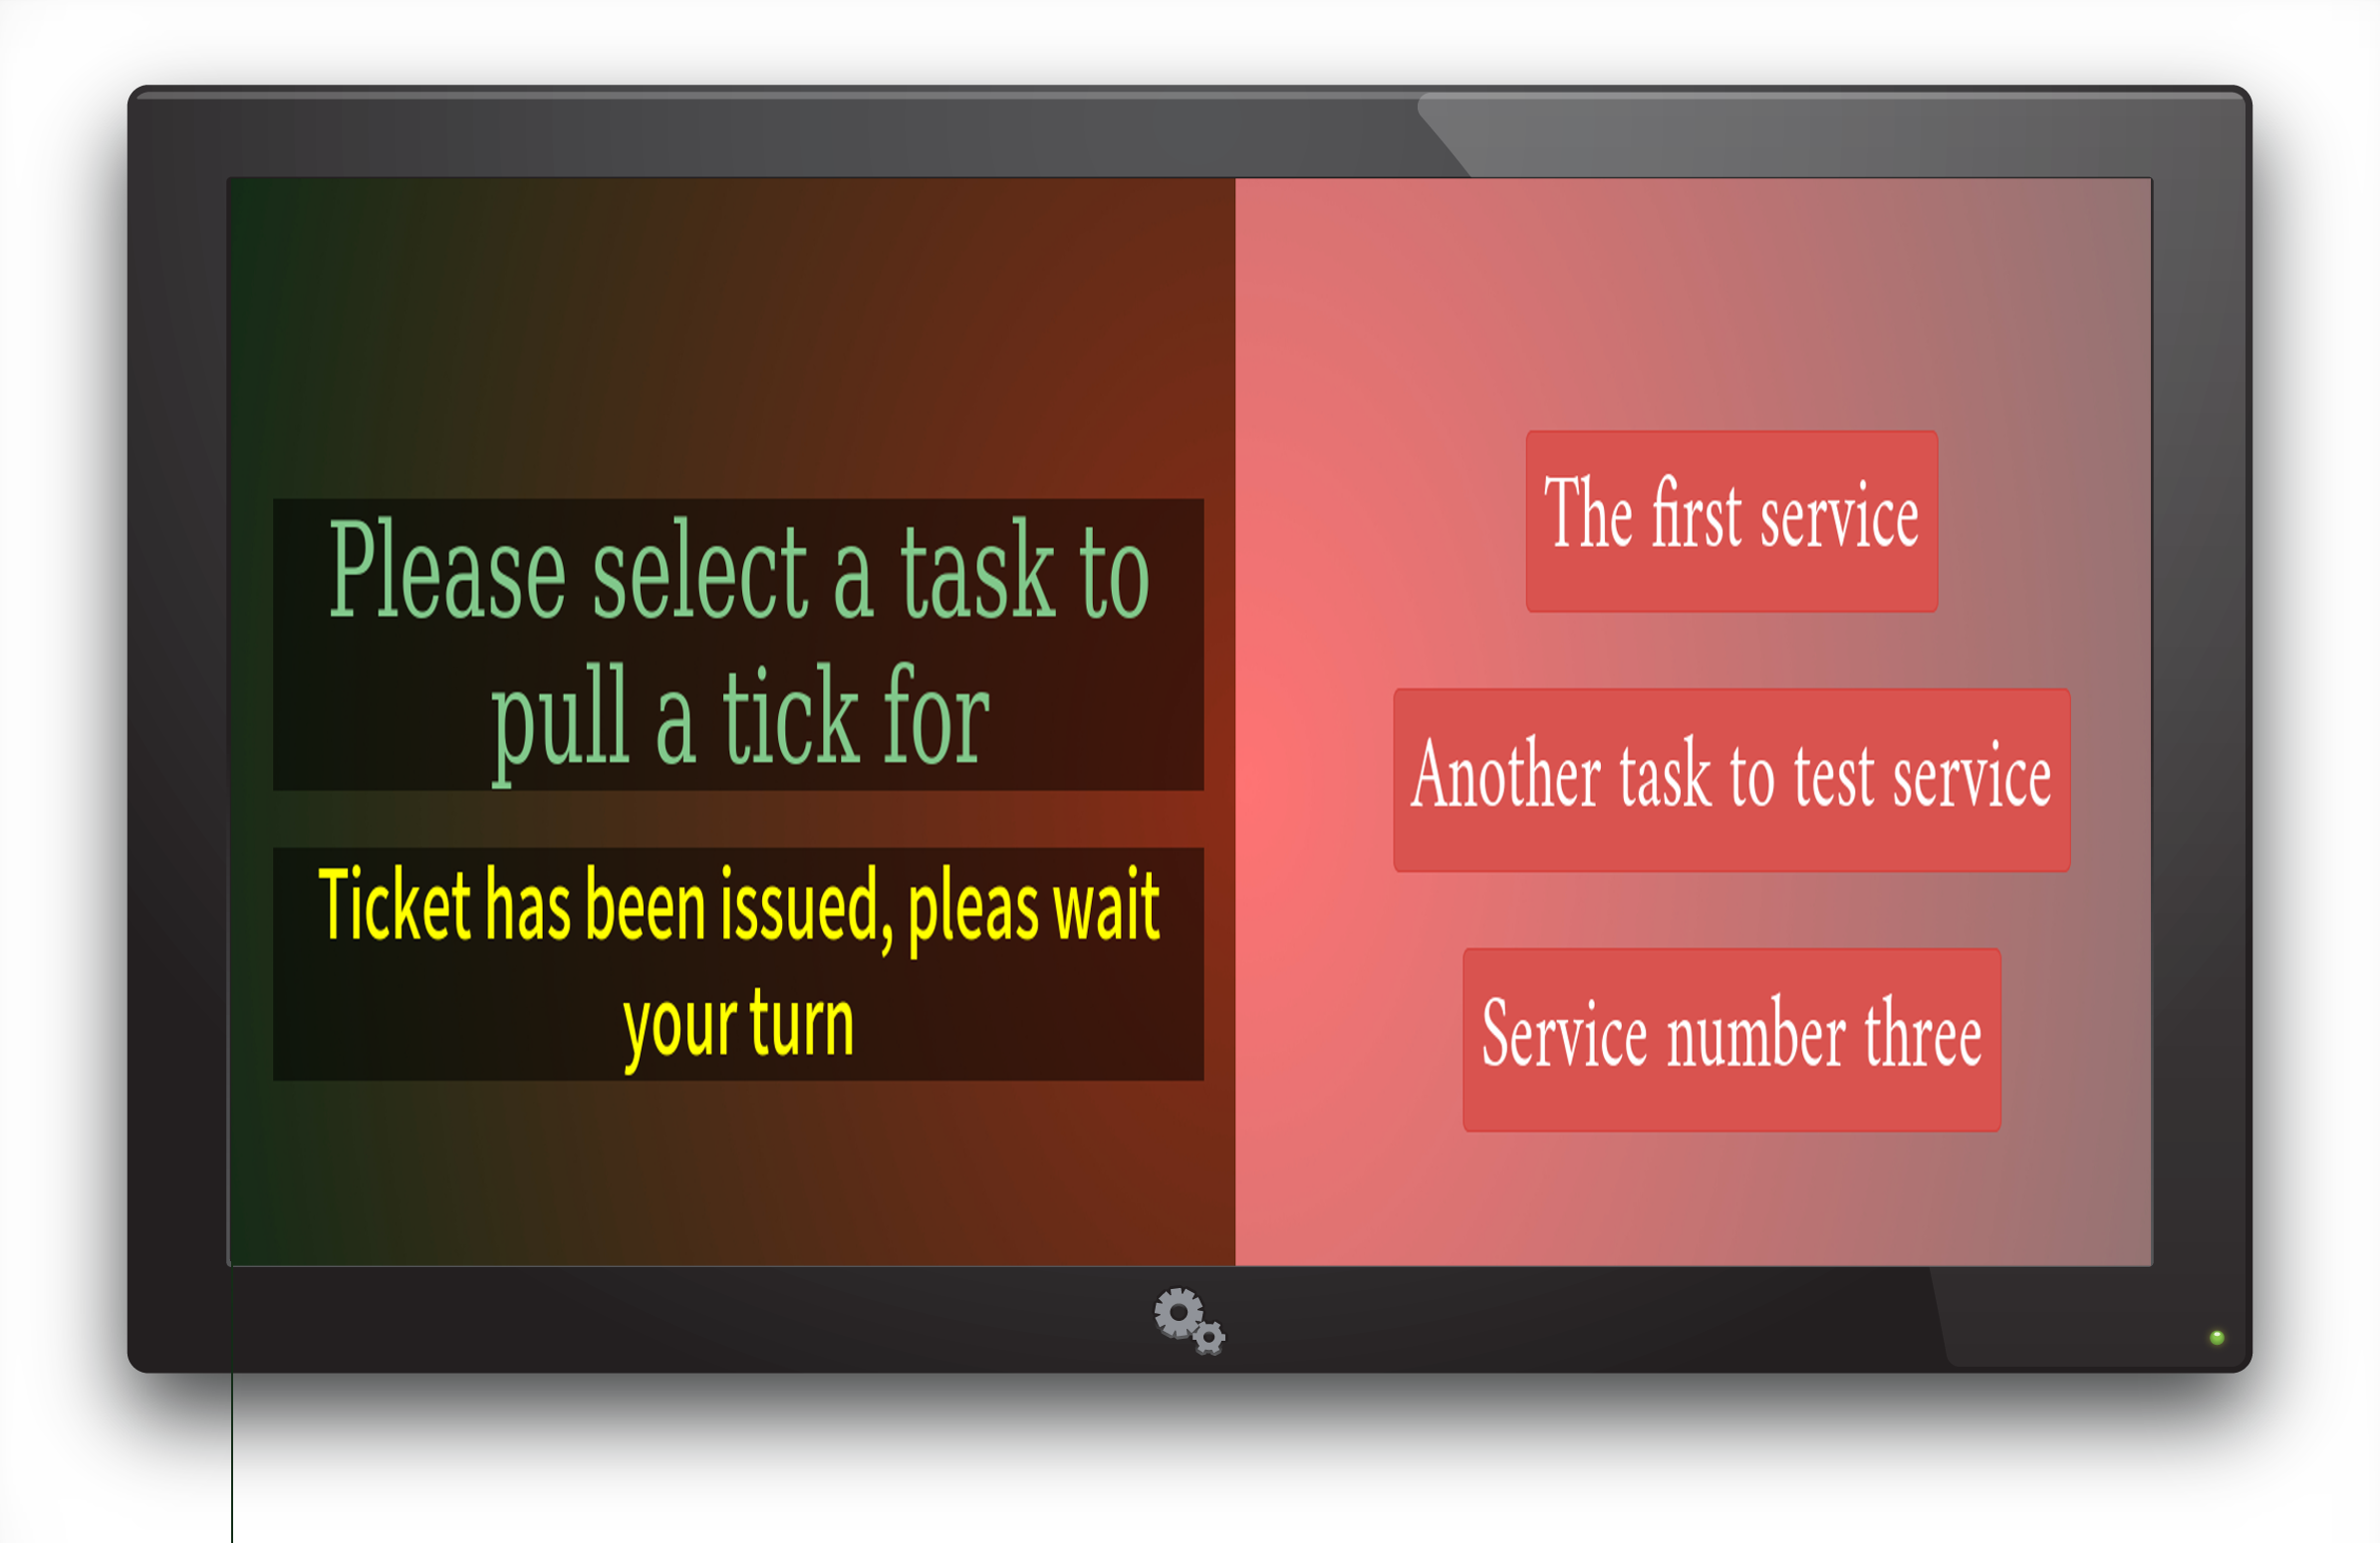 Please select a task to
pull a tick for
Ticket has been issued, pleas wait
your turn
The first service
Another task to test service
Service number three